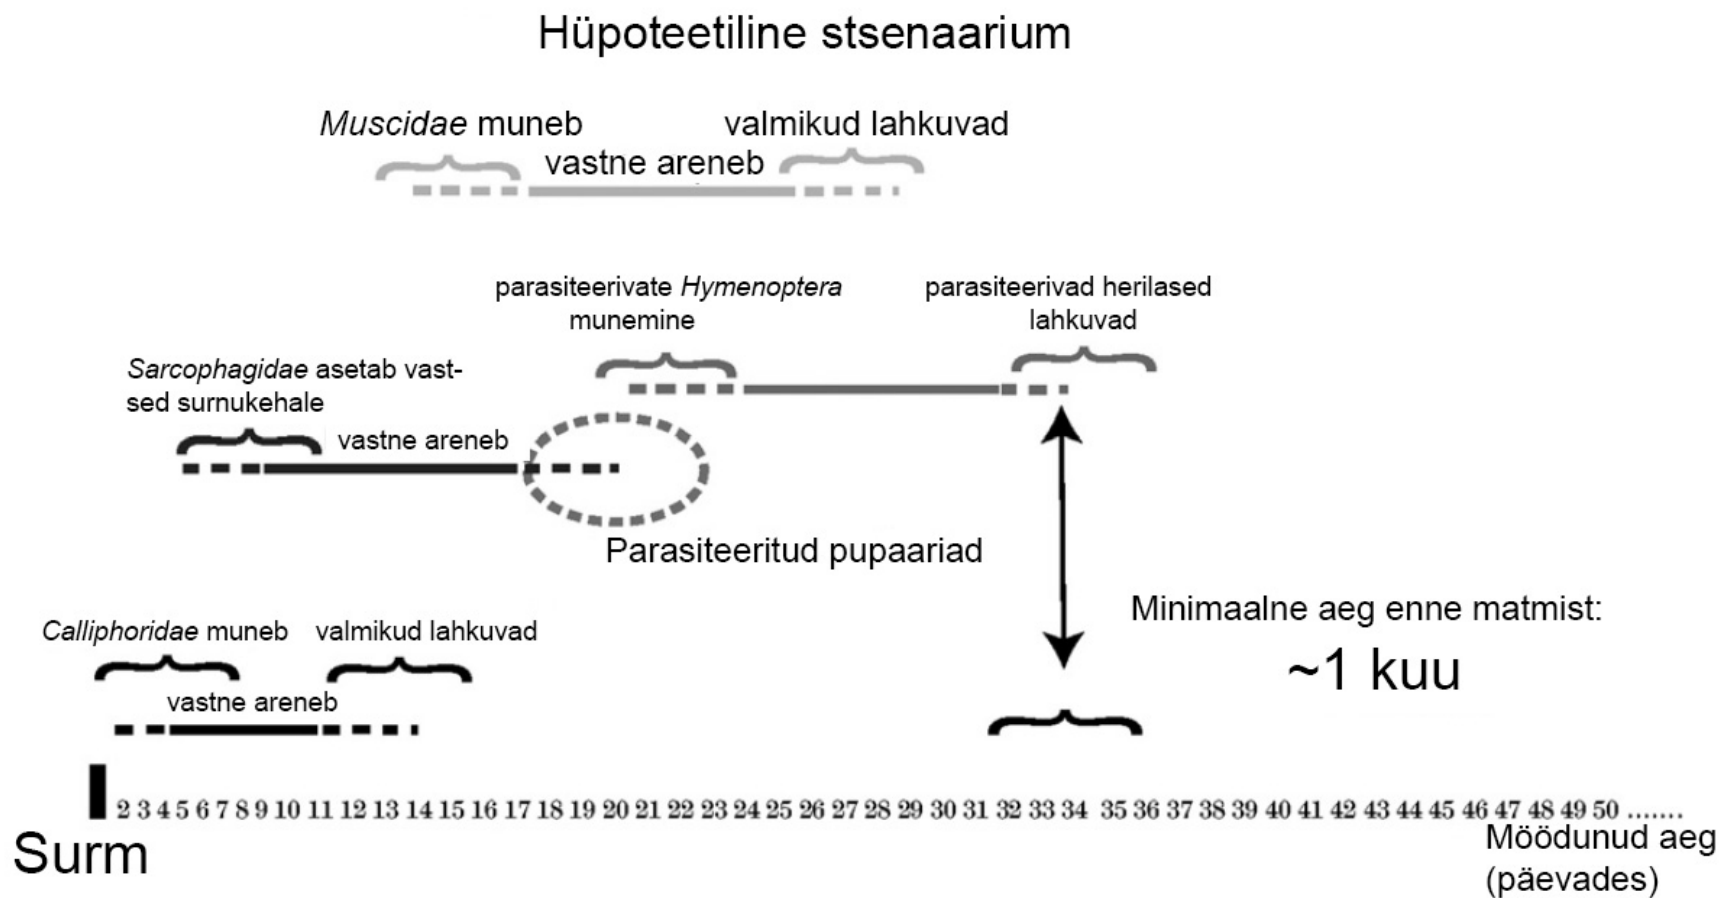 Hüpoteetiline stsenaarium
Muscidae muneb
valmikud lahkuvad
vastne areneb
parasiteerivate Hymenoptera
munemine
parasiteerivad herilased
lahkuvad
Sarcophagidae asetab vast-
sed surnukehale
vastne areneb
Parasiteeritud pupaariad
Calliphoridae muneb
valmikud lahkuvad
vastne areneb
Minimaalne aeg enne matmist:
~1 kuu
2 3 4 5 6 7 8 9 10 11 12 13 14 15 16 17 18 19 20 21 22 23 24 25 26 27 28 29 30 31 32 33 34 35 36 37 38 39 40 41 42 43 44 45 46 47 48 49 50 .......
Surm
Möödunud aeg
(päevades)